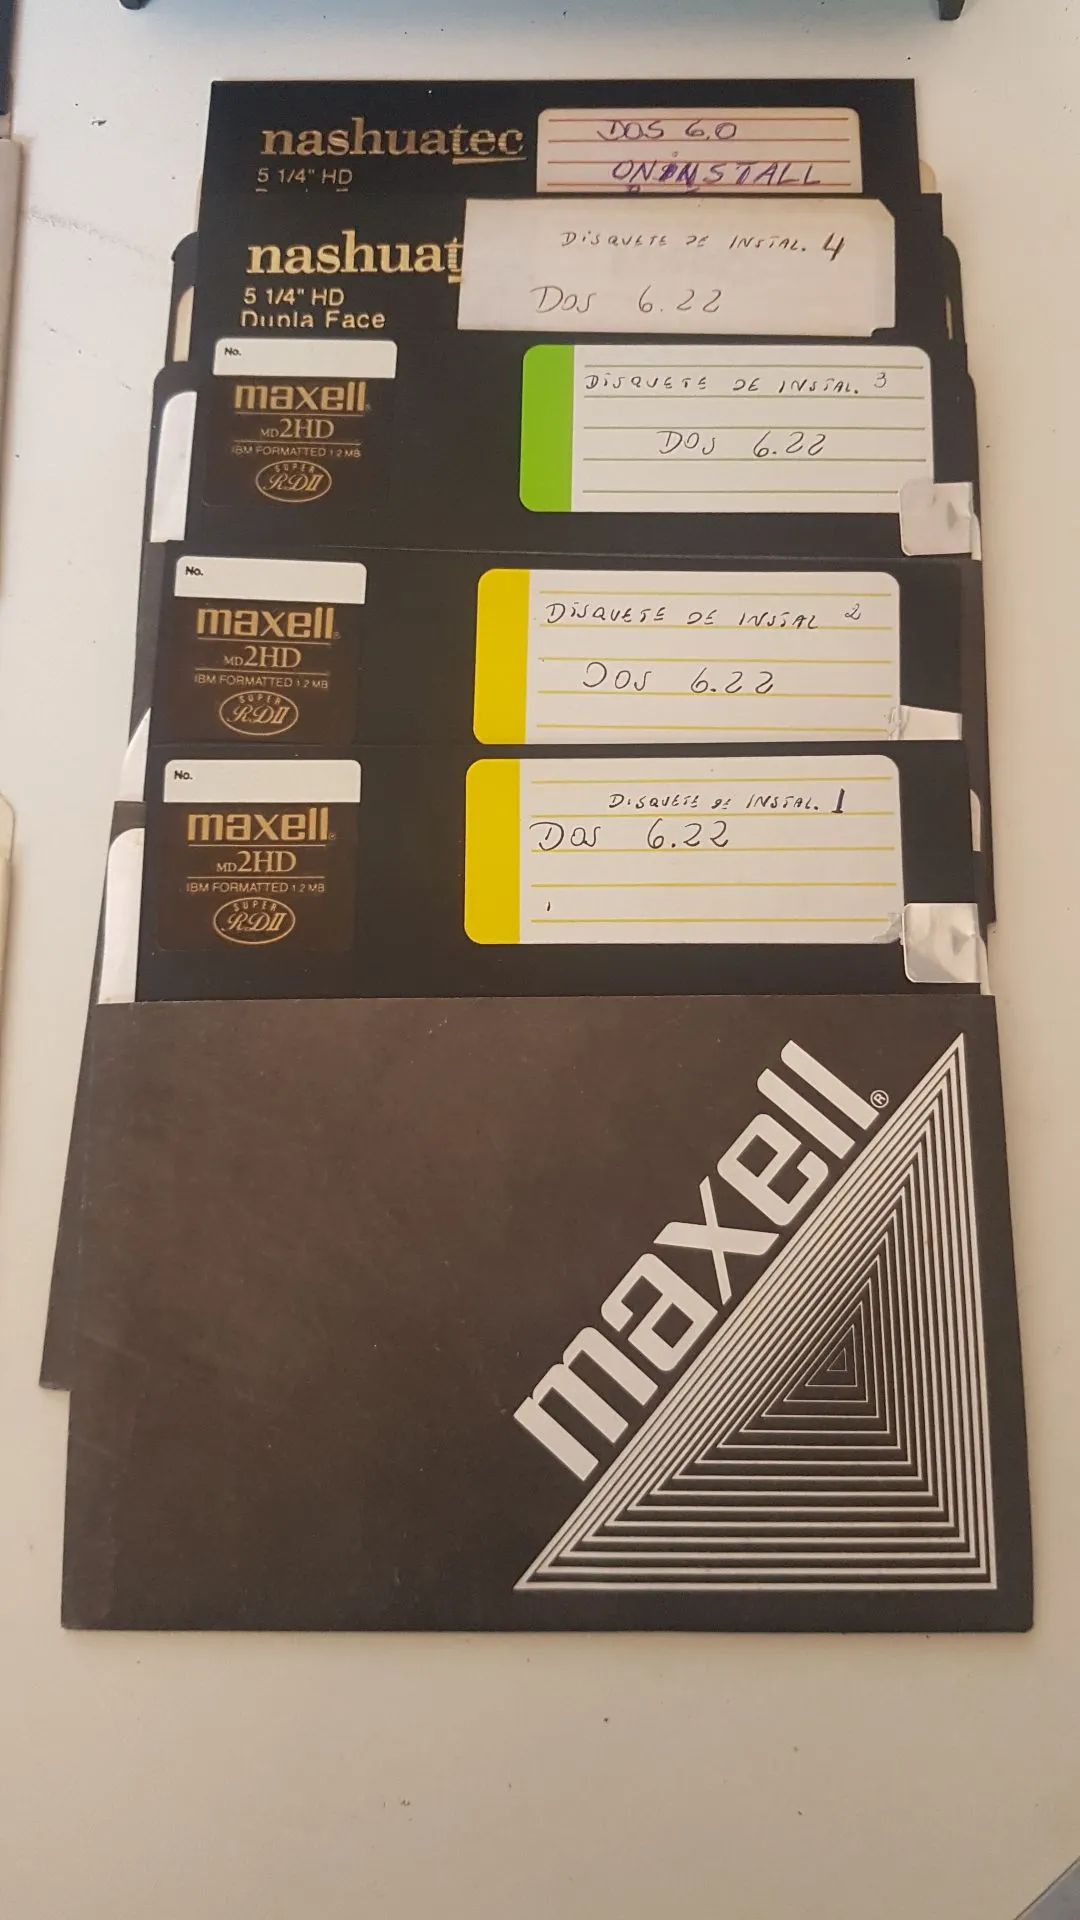 nashuatec
5 1/4" HD
DOS 6.0
ONINSTALL
nashuat
5 1/4" HD
Dupla Face
DISQUETE DE INSTAL. 4
DOS 6.22
No.
maxell
MD2HD
IBM FORMATTED 1.2 MB
SUPER
RDII
DISQUETE DE INSTAL. 3
DOS 6.22
No.
maxell®
MD2HD
IBM FORMATTED 1.2 MB
SUPER
RDII
DISQUETE DE INSTAL 2
DOS 6.22
No.
maxell
MD2HD
IBM FORMATTED 1.2 MB
SUPER
RDII
DISQUETE DE INSTAL. 1
DOS 6.22
maxell®